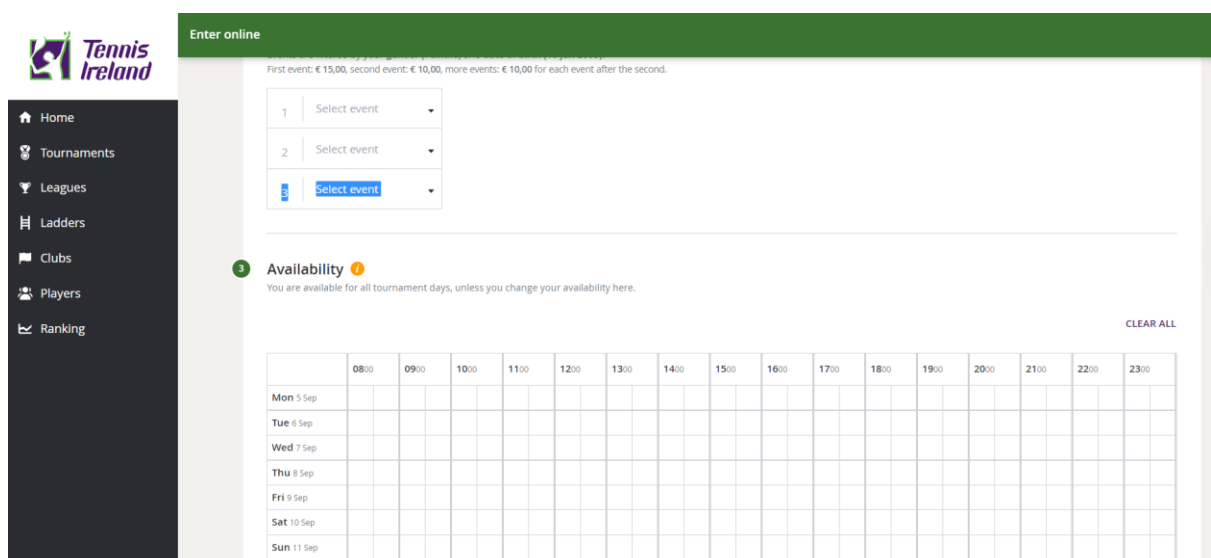 Tennis
Ireland
Enter online
Home
Tournaments
Leagues
Ladders
Clubs
Players
Ranking
First event: € 15,00, second event: € 10,00, more events: € 10,00 for each event after the second.
1 Select event
2 Select event
3 Select event
3 Availability i
You are available for all tournament days, unless you change your availability here.
CLEAR ALL
0800 0900 1000 1100 1200 1300 1400 1500 1600 1700 1800 1900 2000 2100 2200 2300
Mon 5 Sep
Tue 6 Sep
Wed 7 Sep
Thu 8 Sep
Fri 9 Sep
Sat 10 Sep
Sun 11 Sep